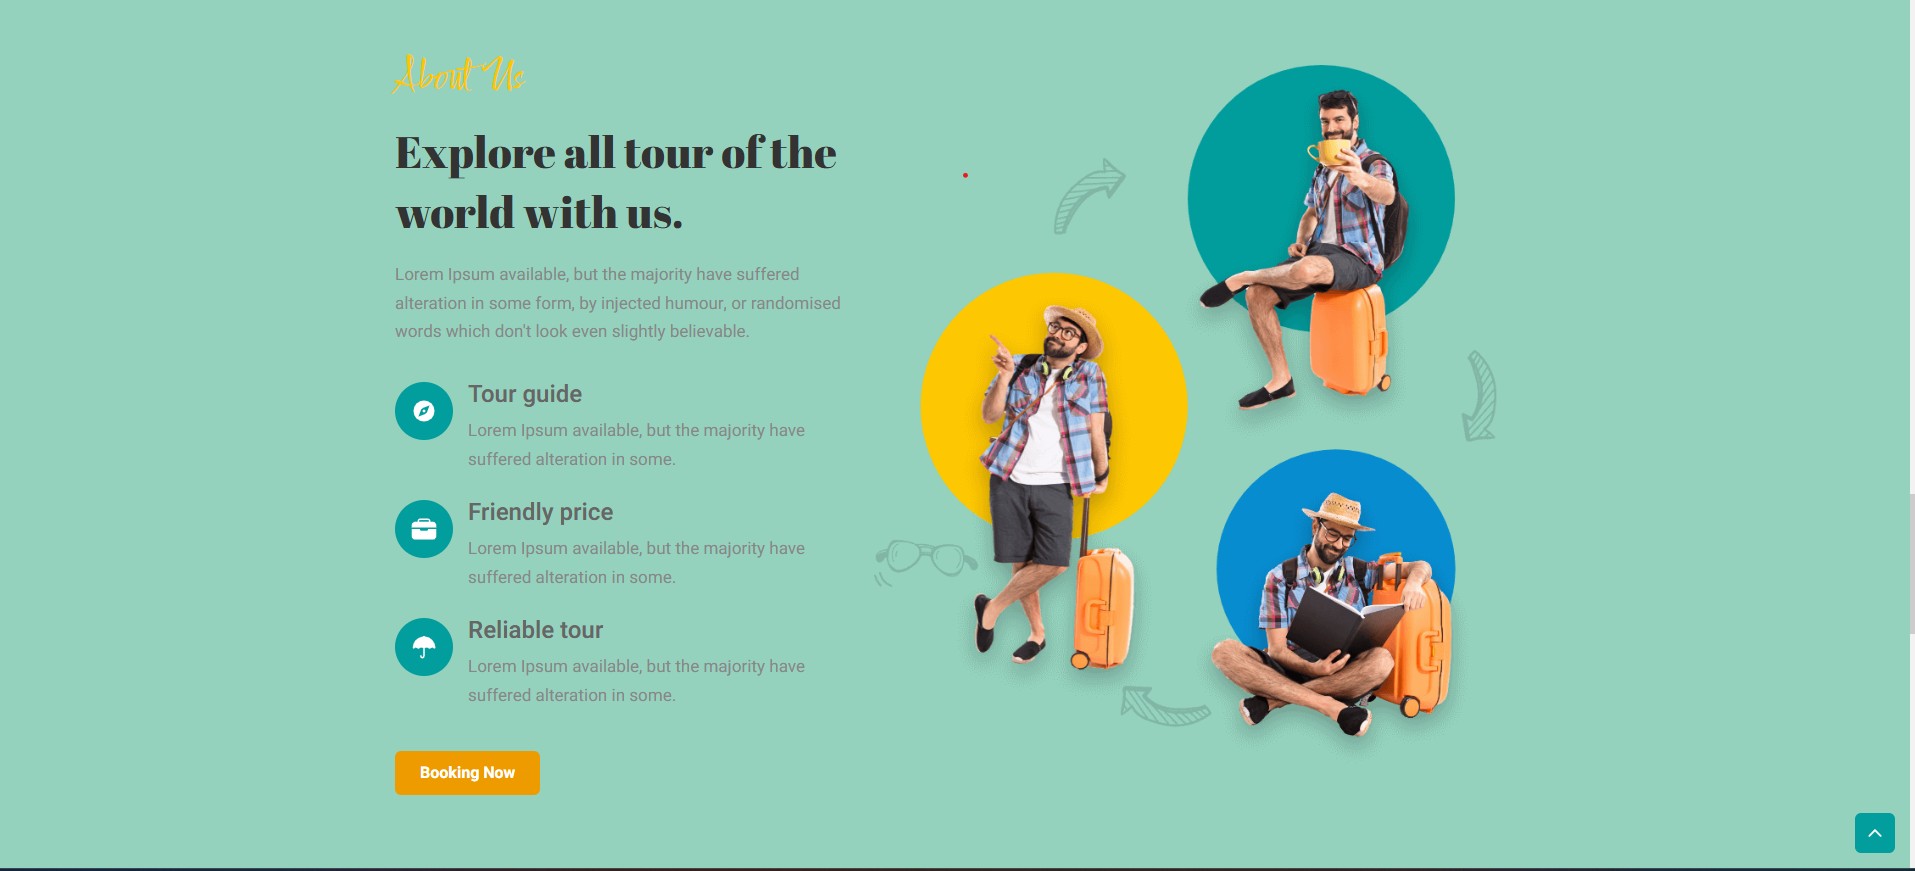 About Us
Explore all tour of the
world with us.
Lorem Ipsum available, but the majority have suffered
alteration in some form, by injected humour, or randomised
words which don't look even slightly believable.
Tour guide
Lorem Ipsum available, but the majority have
suffered alteration in some.
Friendly price
Lorem Ipsum available, but the majority have
suffered alteration in some.
Reliable tour
Lorem Ipsum available, but the majority have
suffered alteration in some.
Booking Now